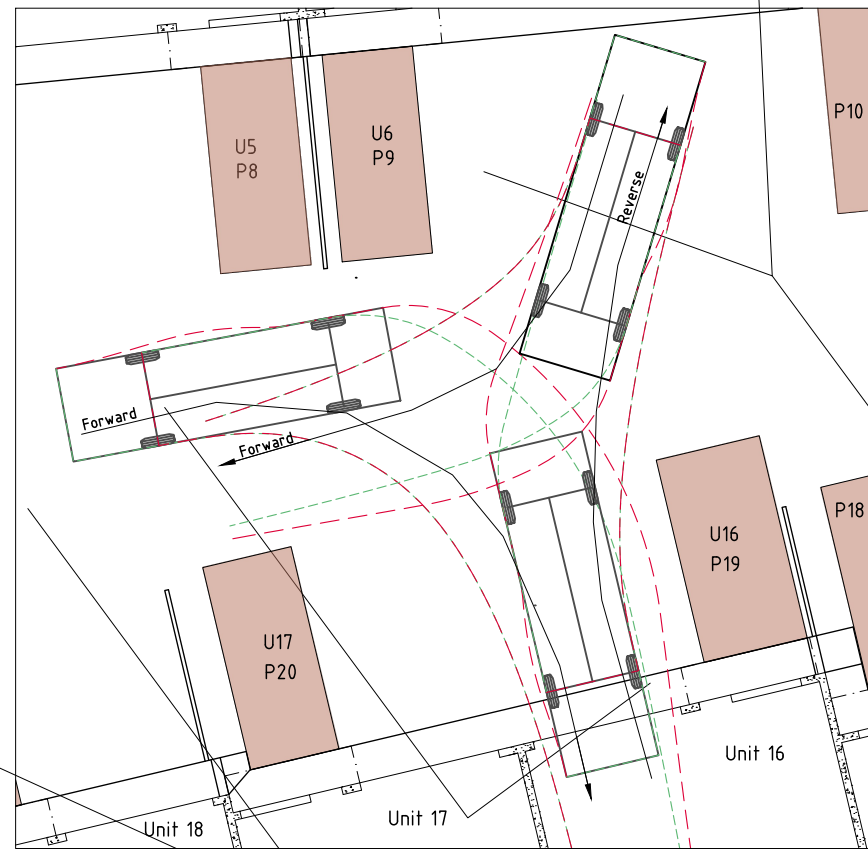 U5
P8
U6
P9
P10
Reverse
Forward
Forward
U16
P19
P18
U17
P20
Unit 16
Unit 17
Unit 18